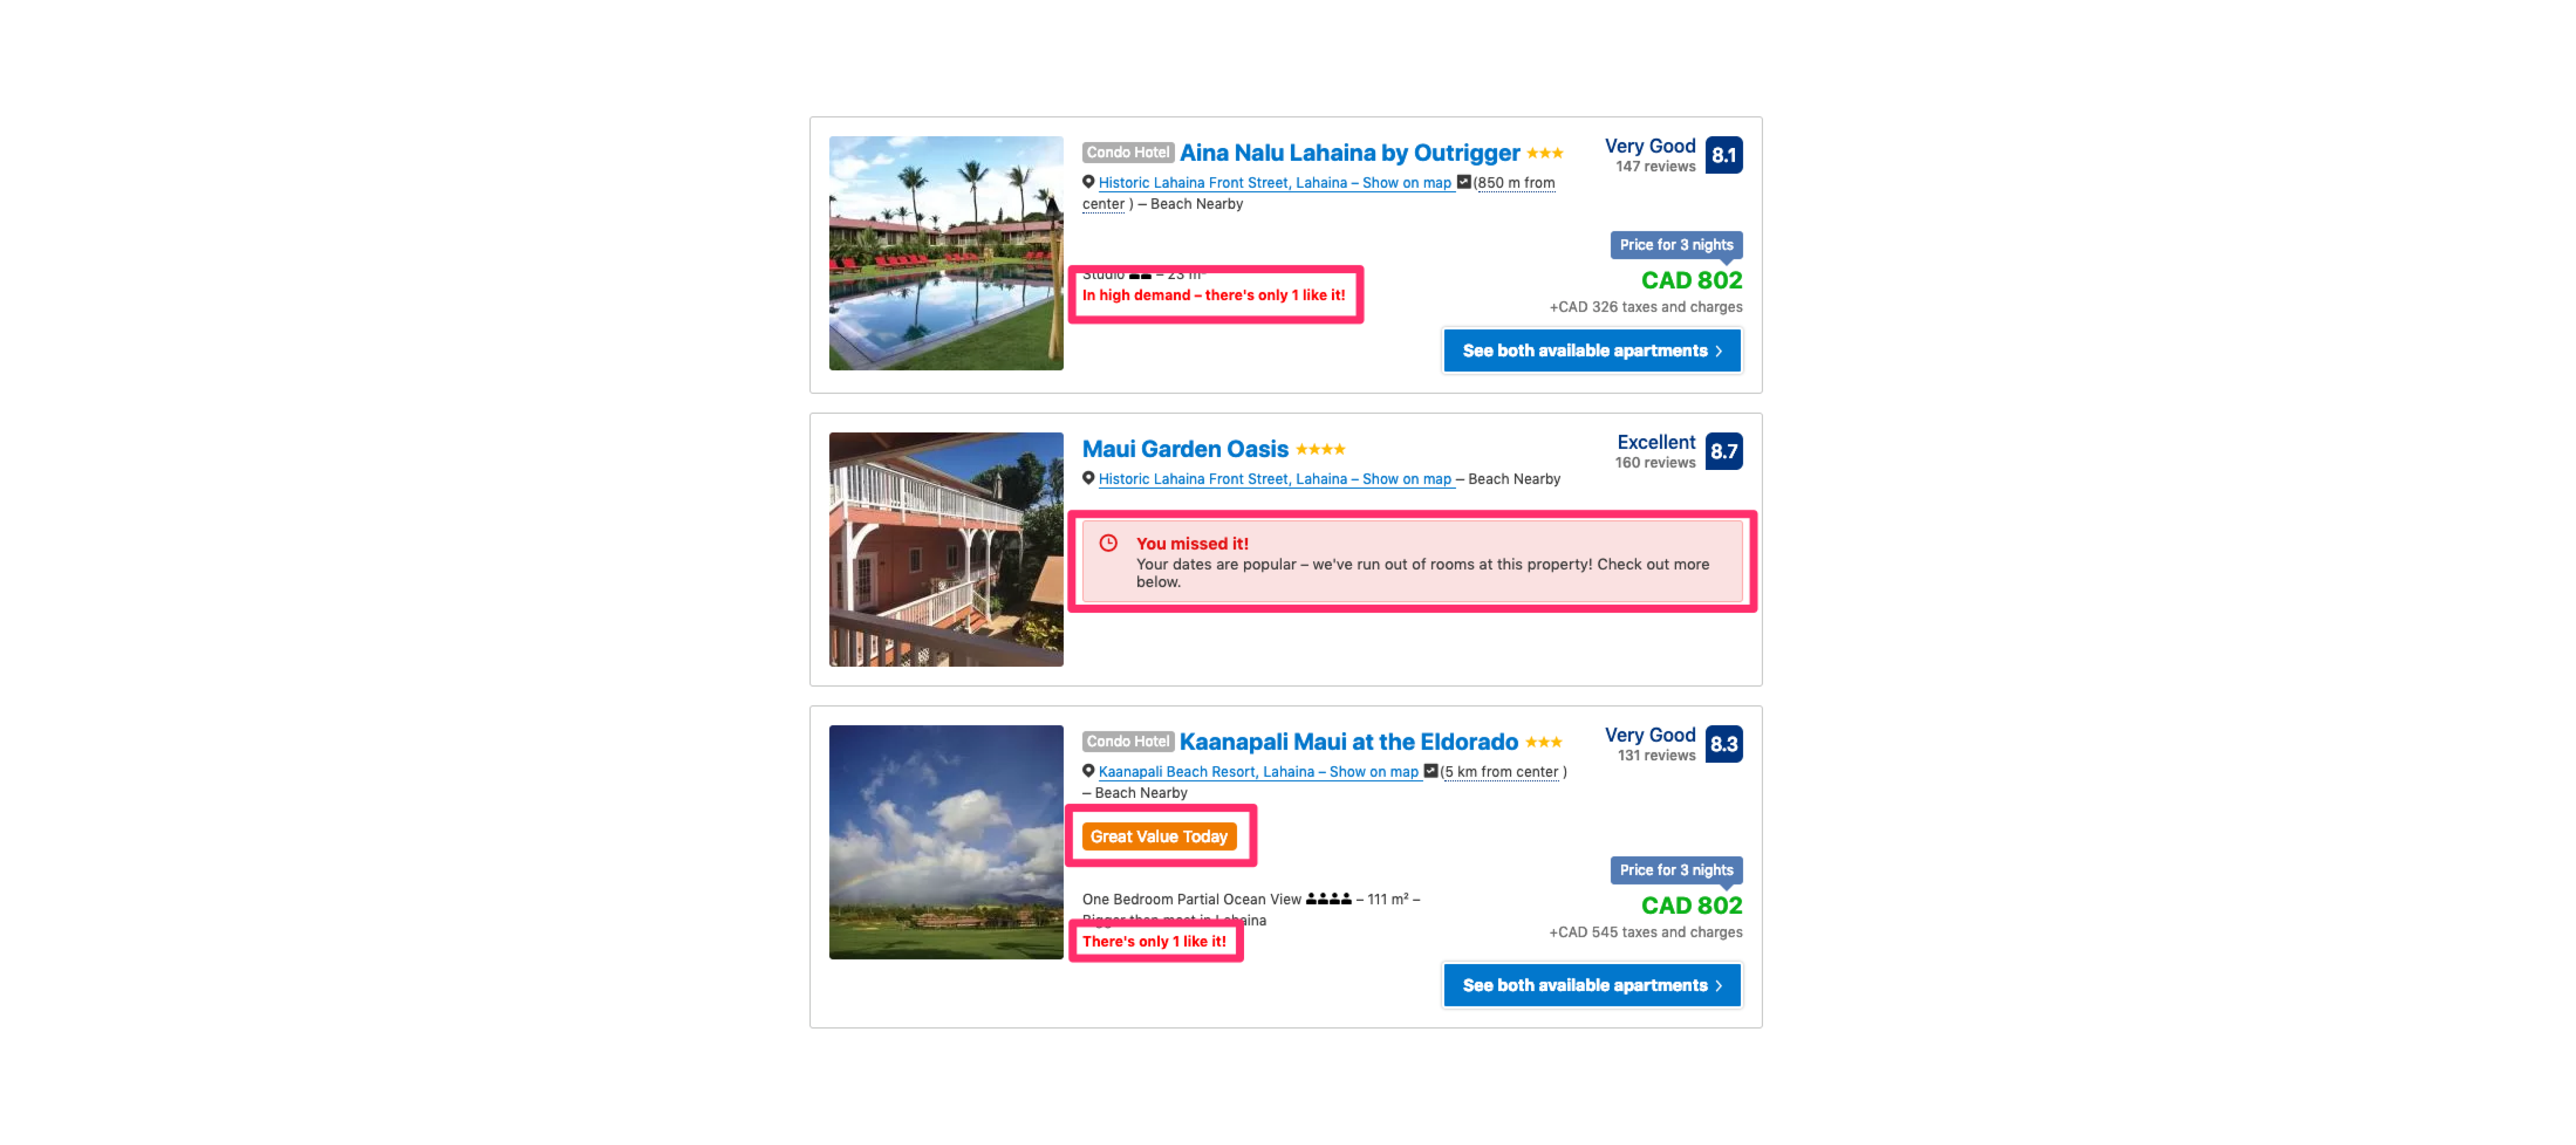 Condo Hotel Aina Nalu Lahaina by Outrigger
Very Good 8.1
147 reviews
Historic Lahaina Front Street, Lahaina – Show on map (850 m from
center ) – Beach Nearby
Price for 3 nights
Studio – 23 m²
CAD 802
In high demand – there's only 1 like it!
+CAD 326 taxes and charges
See both available apartments
Maui Garden Oasis
Excellent 8.7
160 reviews
Historic Lahaina Front Street, Lahaina – Show on map – Beach Nearby
You missed it!
Your dates are popular – we've run out of rooms at this property! Check out more
below.
Condo Hotel Kaanapali Maui at the Eldorado
Very Good 8.3
131 reviews
Kaanapali Beach Resort, Lahaina – Show on map (5 km from center )
– Beach Nearby
Great Value Today
Price for 3 nights
One Bedroom Partial Ocean View – 111 m² –
Bigger than most in Lahaina
CAD 802
There's only 1 like it!
+CAD 545 taxes and charges
See both available apartments